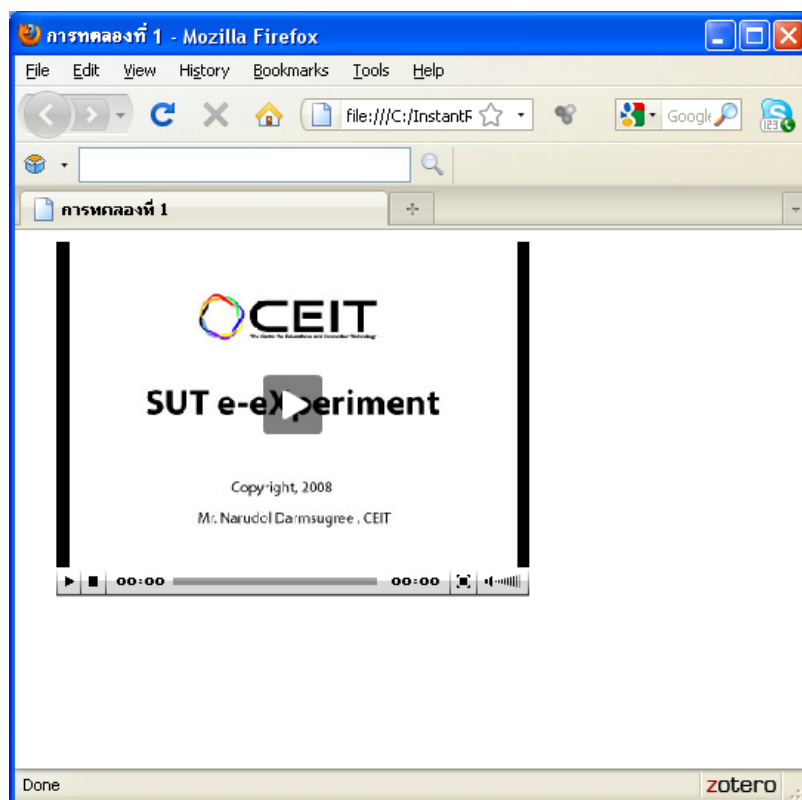 การทดลองที่ 1 - Mozilla Firefox
File Edit View History Bookmarks Tools Help
file:///C:/InstantF
Google
123
การทดลองที่ 1
CEIT
SUT e-eXperiment
Copyright, 2008
Mr. Narudol Darmsugree , CEIT
00:00 00:00
Done zotero